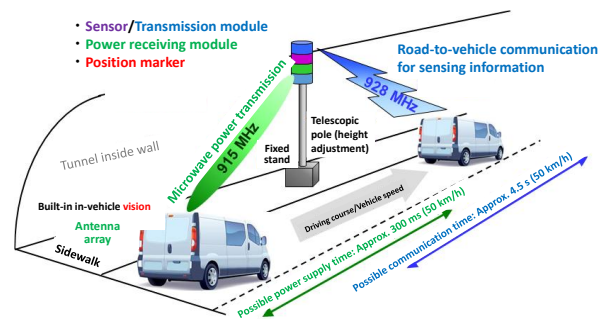 · Sensor/Transmission module
· Power receiving module
· Position marker
Road-to-vehicle communication
for sensing information
928 MHz
Microwave power transmission
915 MHz
Telescopic
pole (height
adjustment)
Fixed
stand
Tunnel inside wall
Built-in in-vehicle vision
Antenna
array
Sidewalk
Driving course/Vehicle speed
Possible power supply time: Approx. 300 ms (50 km/h)
Possible communication time: Approx. 4.5 s (50 km/h)